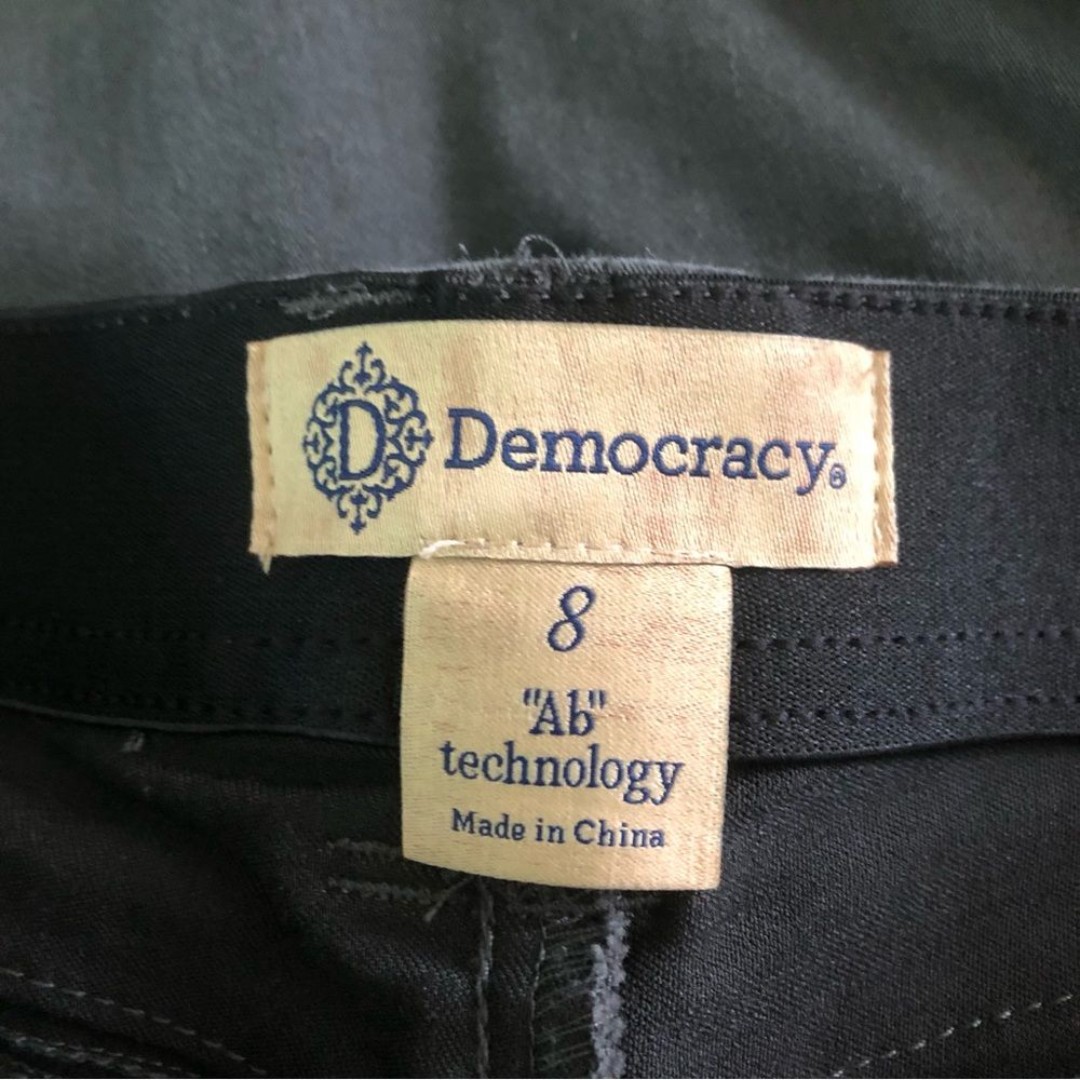 D Democracy®
8
"Ab"
technology
Made in China